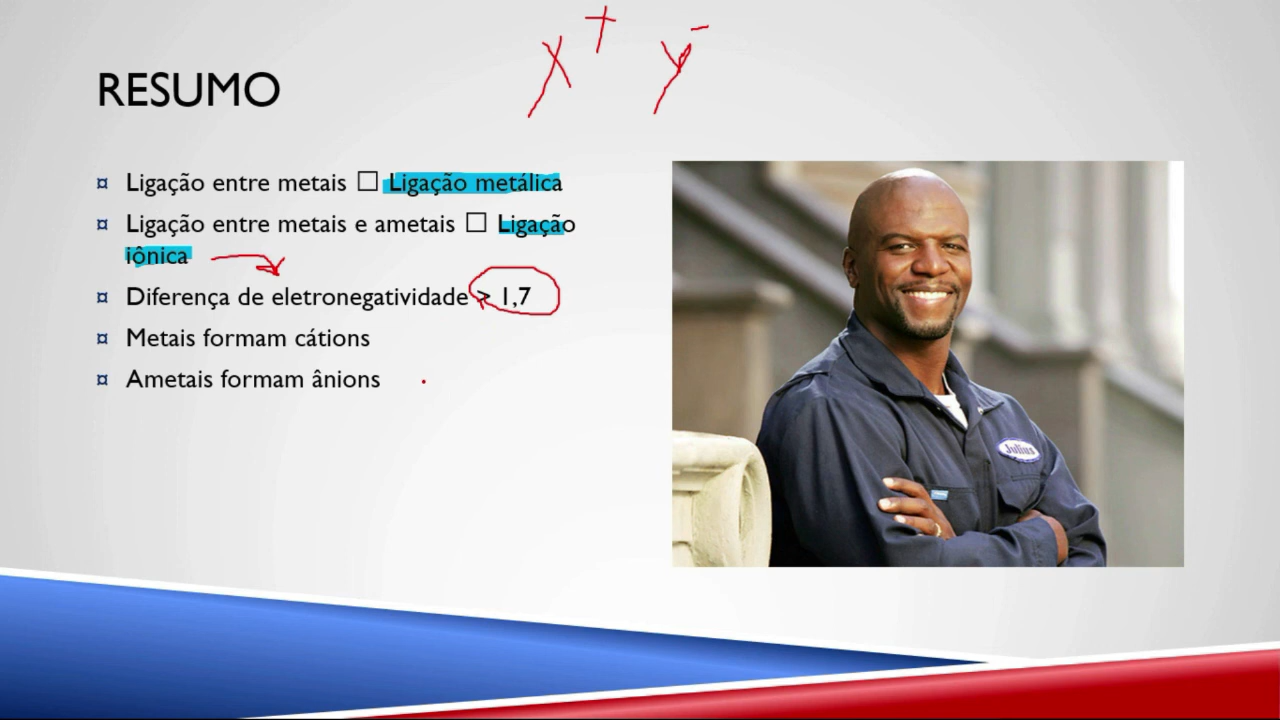 x⁺ y⁻
RESUMO
¤ Ligação entre metais □ Ligação metálica
¤ Ligação entre metais e ametais □ Ligação
iônica
¤ Diferença de eletronegatividade > 1,7
¤ Metais formam cátions
¤ Ametais formam ânions
Julius